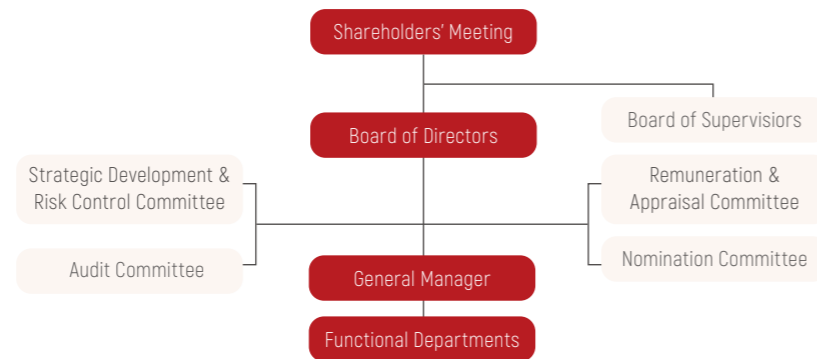 Shareholders' Meeting
Board of Directors
Board of Supervisiors
Strategic Development &
Risk Control Committee
Remuneration &
Appraisal Committee
Audit Committee
Nomination Committee
General Manager
Functional Departments